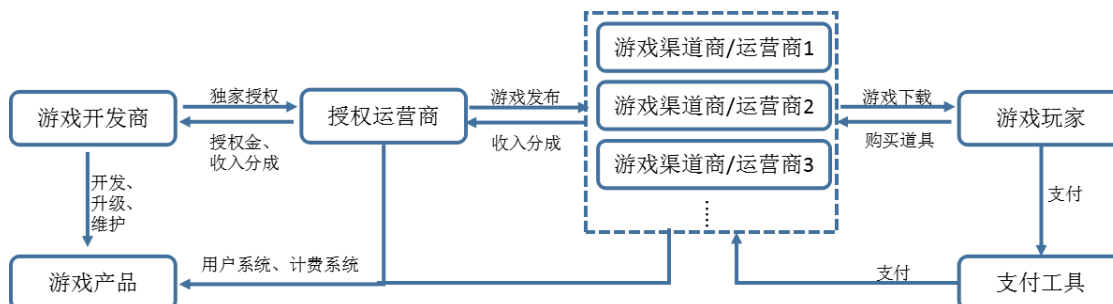 游戏渠道商/运营商1
独家授权
游戏发布
游戏下载
游戏开发商
授权运营商
游戏渠道商/运营商2
游戏玩家
授权金、
收入分成
收入分成
购买道具
游戏渠道商/运营商3
开发、
升级、
维护
支付
用户系统、计费系统
支付
游戏产品
支付工具